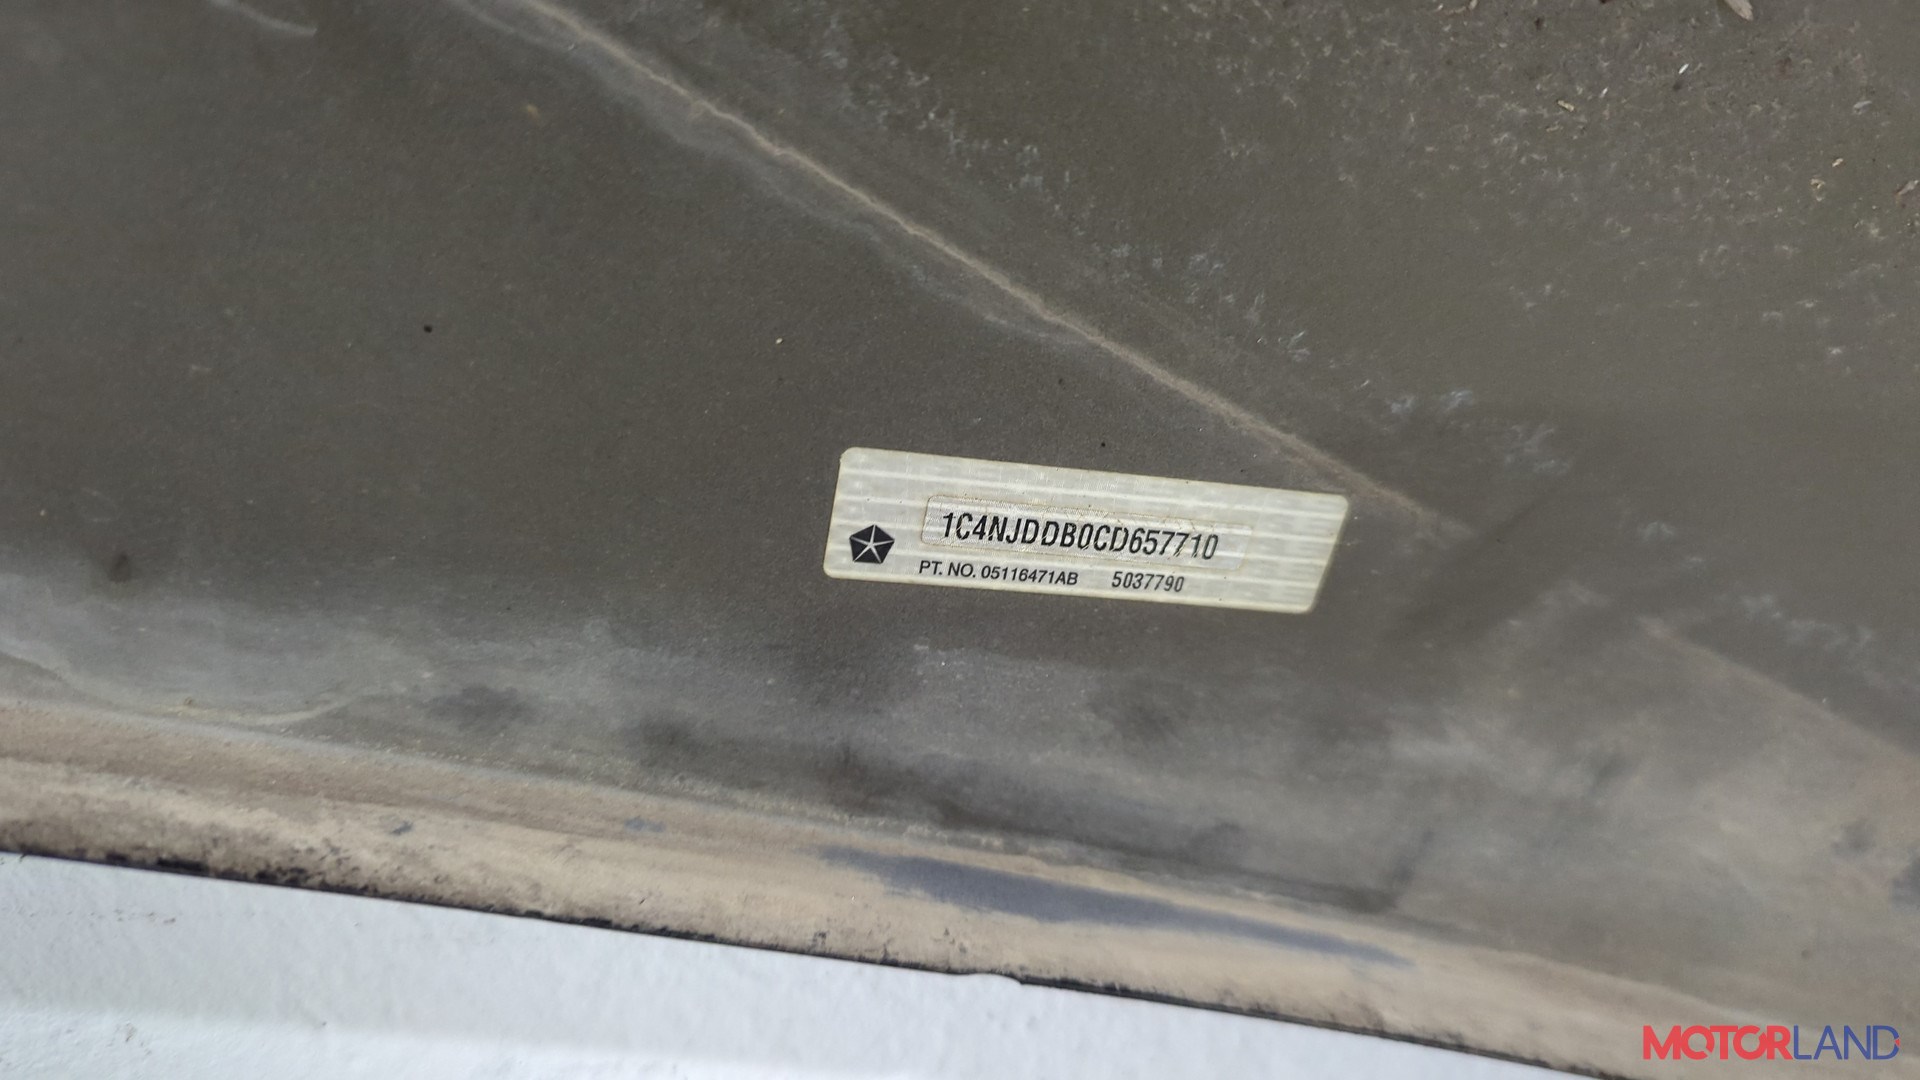 1C4NJDDB0CD657710
PT. NO. 05116471AB 5037790
MOTORLAND